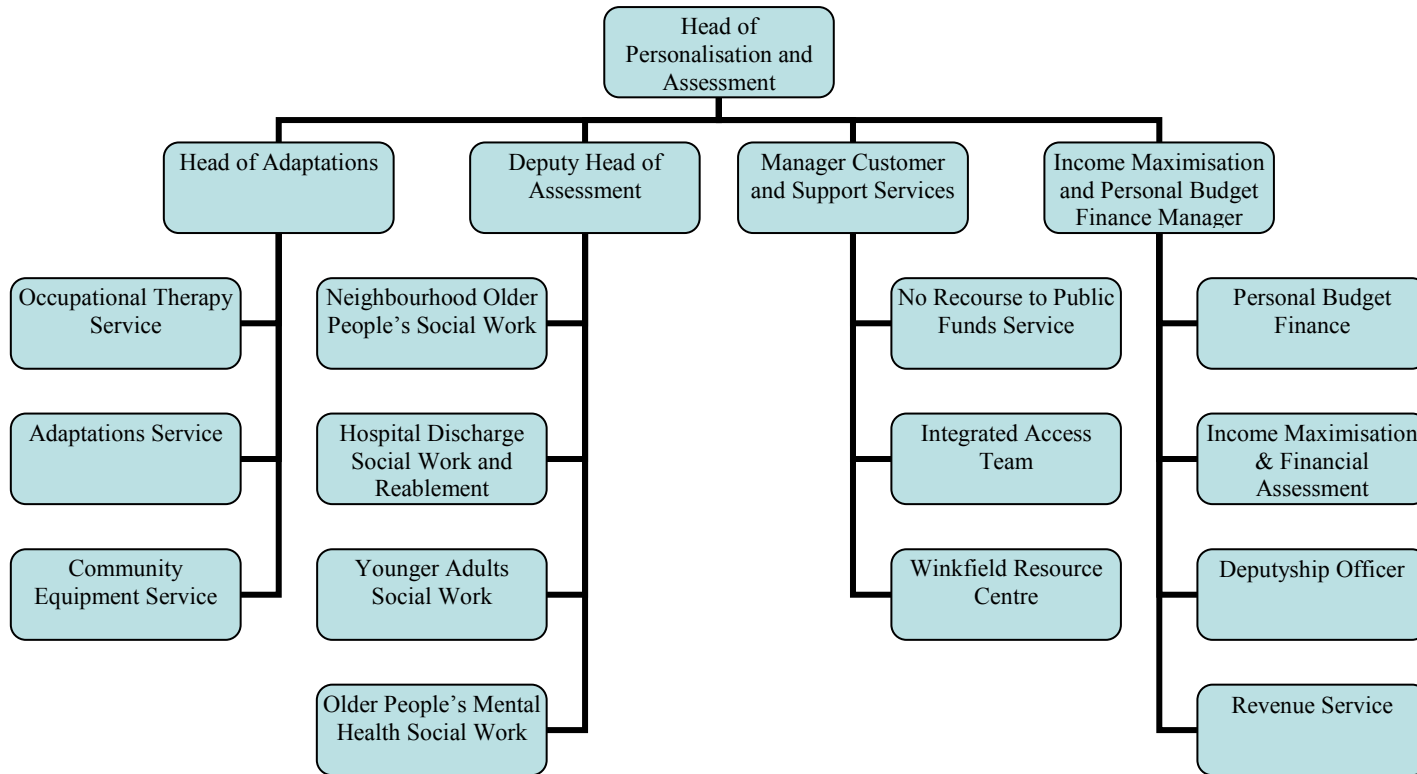 Head of
Personalisation and
Assessment
Head of Adaptations
Deputy Head of
Assessment
Manager Customer
and Support Services
Income Maximisation
and Personal Budget
Finance Manager
Occupational Therapy
Service
Neighbourhood Older
People’s Social Work
No Recourse to Public
Funds Service
Personal Budget
Finance
Adaptations Service
Hospital Discharge
Social Work and
Reablement
Integrated Access
Team
Income Maximisation
& Financial
Assessment
Community
Equipment Service
Younger Adults
Social Work
Winkfield Resource
Centre
Deputyship Officer
Older People’s Mental
Health Social Work
Revenue Service